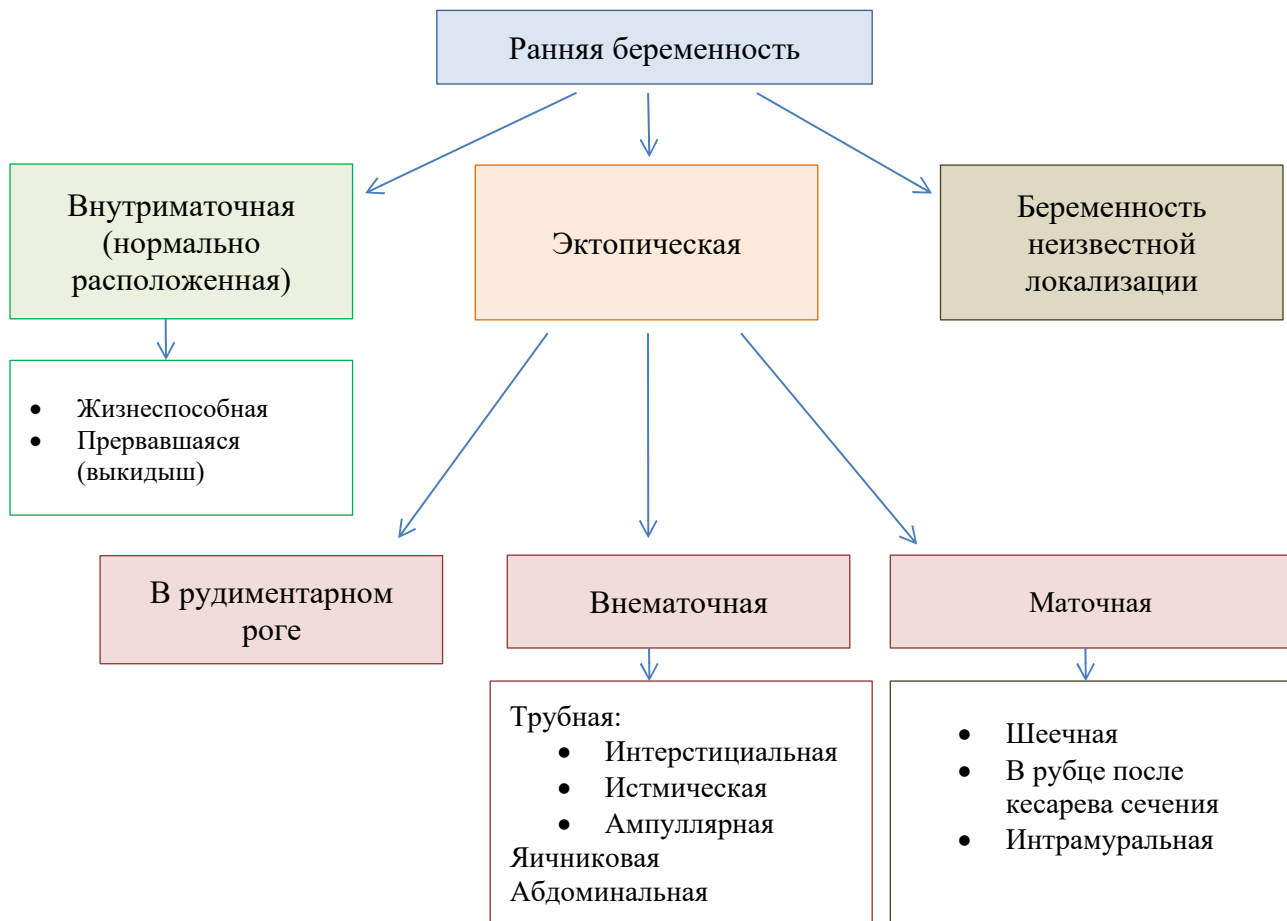 Ранняя беременность
Внутриматочная
(нормально
расположенная)
Эктопическая
Беременность
неизвестной
локализации
• Жизнеспособная
• Прервавшаяся
(выкидыш)
В рудиментарном
роге
Внематочная
Маточная
Трубная:
• Интерстициальная
• Истмическая
• Ампуллярная
Яичниковая
Абдоминальная
• Шеечная
• В рубце после
кесарева сечения
• Интрамуральная